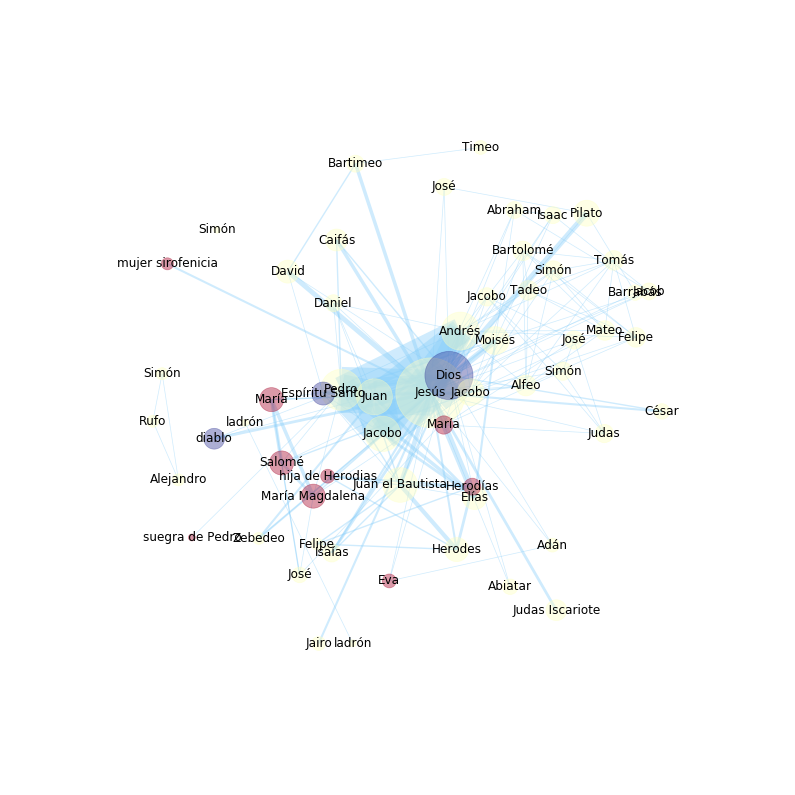 Timeo
Bartimeo
José
Abraham
Isaac
Pilato
Simón
Caifás
Bartolomé
mujer sirofenicia
David
Simón
Tomás
Tadeo
Barrabás
Jacob
Jacobo
Daniel
Andrés
Moisés
José
Mateo
Felipe
Simón
Dios
Simón
Alfeo
María
Espíritu Santo
Pedro
Juan
Jesús
Jacobo
César
Rufo
ladrón
María
diablo
Jacobo
Judas
Salomé
Alejandro
hija de Herodias
Juan el Bautista
Herodías
María Magdalena
Elías
suegra de Pedro
Zebedeo
Felipe
Isaías
Herodes
Adán
José
Eva
Abiatar
Judas Iscariote
Jairo
ladrón